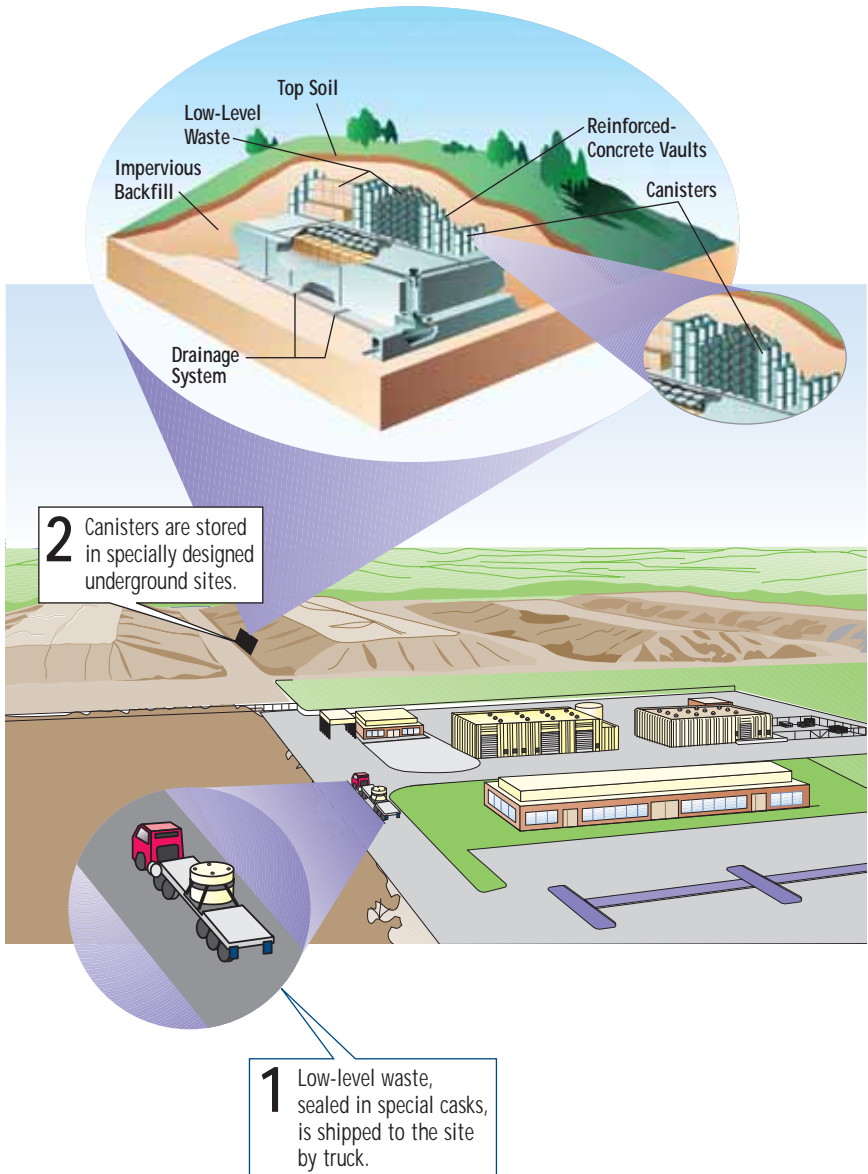 Top Soil
Low-Level
Waste
Reinforced-
Concrete Vaults
Impervious
Backfill
Canisters
Drainage
System
2 Canisters are stored
in specially designed
underground sites.
1 Low-level waste,
sealed in special casks,
is shipped to the site
by truck.